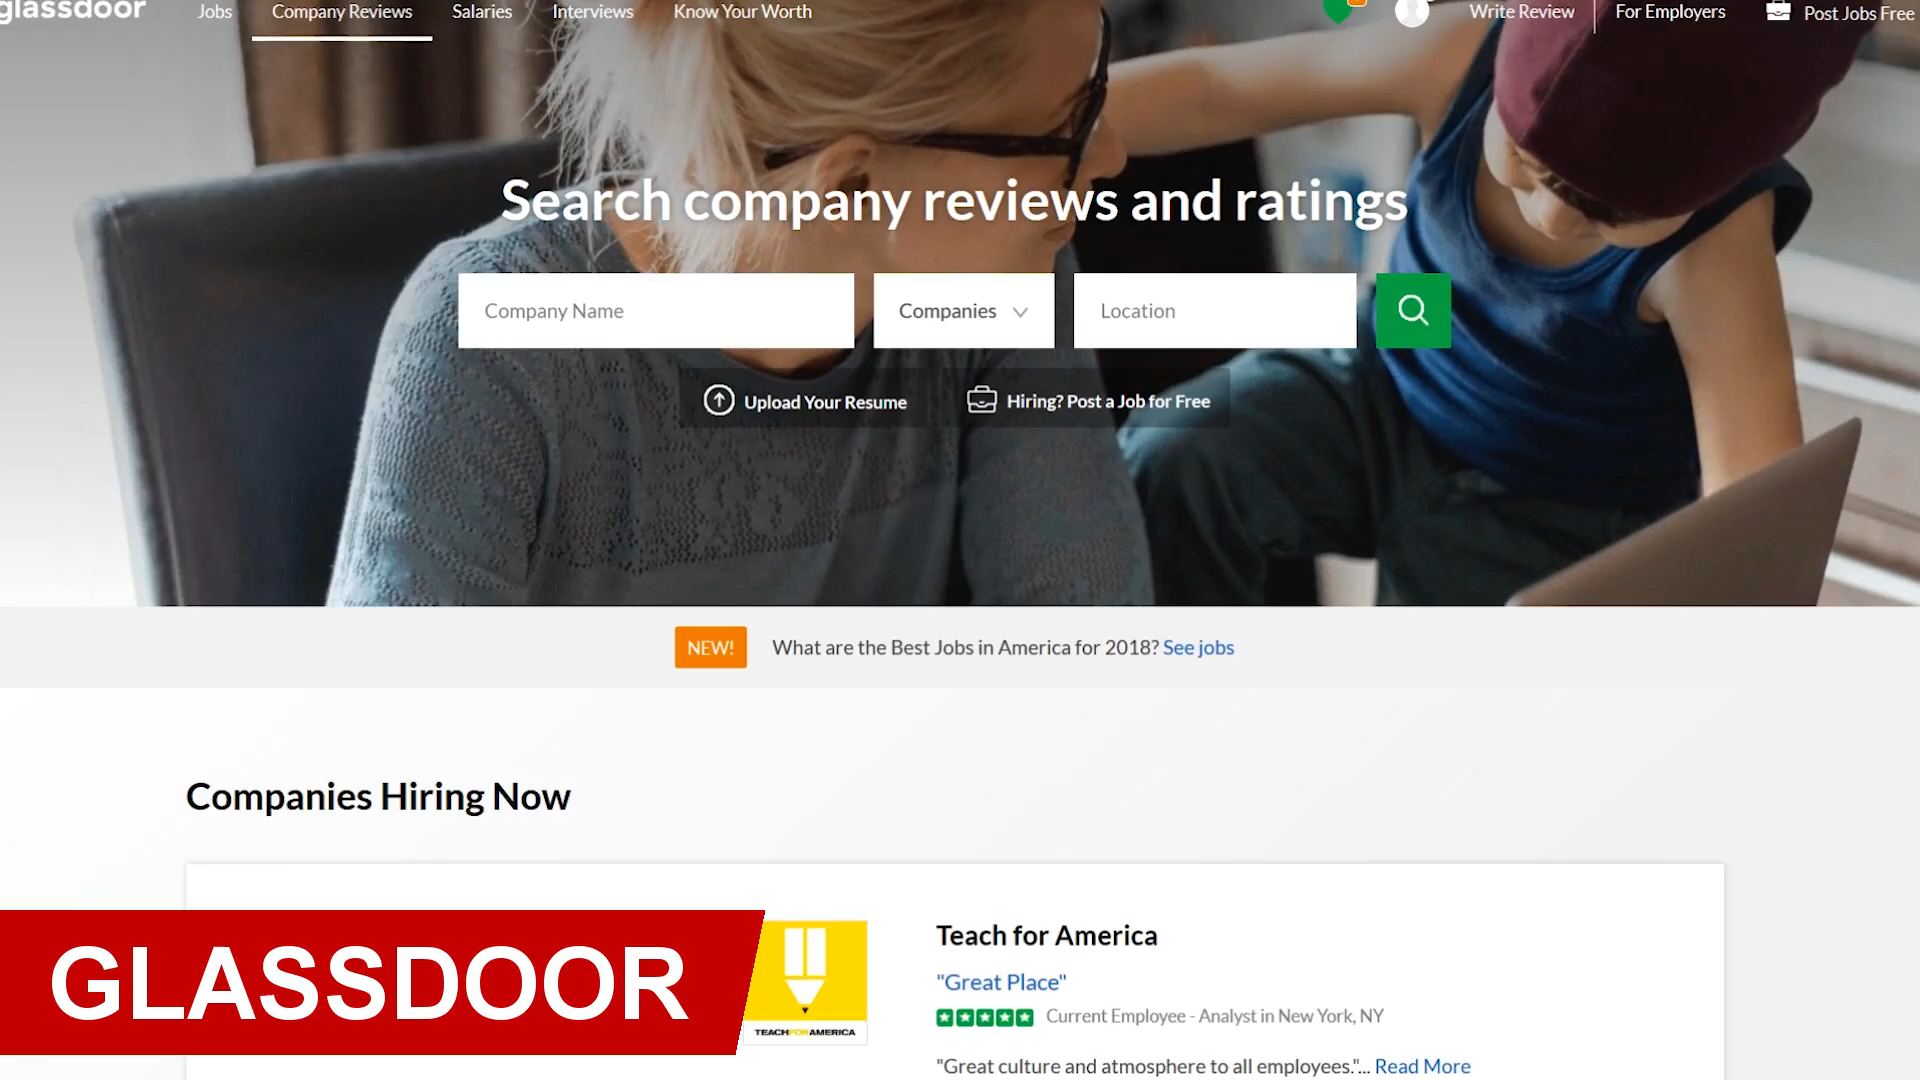 glassdoor
Jobs
Company Reviews
Salaries
Interviews
Know Your Worth
Write Review
For Employers
Post Jobs Free
Search company reviews and ratings
Company Name
Companies
Location
Upload Your Resume
Hiring? Post a Job for Free
NEW!
What are the Best Jobs in America for 2018? See jobs
Companies Hiring Now
TEACHFORAMERICA
Teach for America
"Great Place"
Current Employee - Analyst in New York, NY
"Great culture and atmosphere to all employees."... Read More
GLASSDOOR